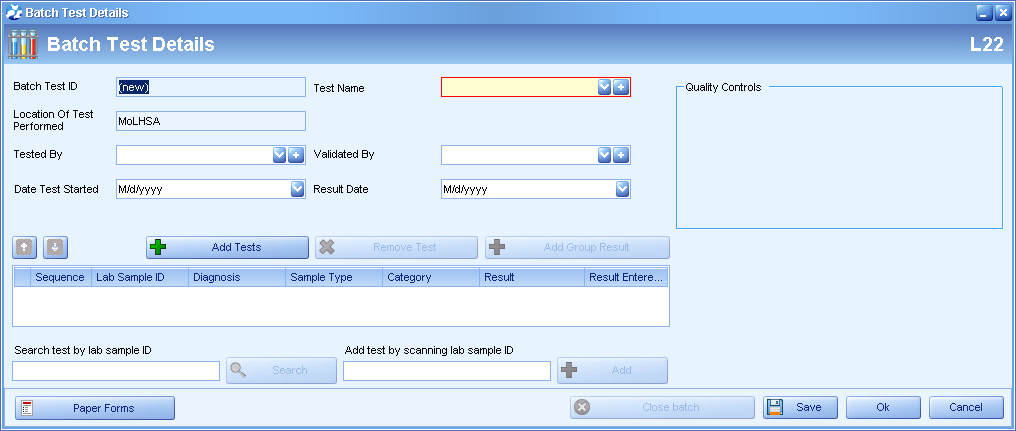 Batch Test Details
Batch Test Details L22
Batch Test ID (new) Test Name
Quality Controls
Location Of Test
Performed
MoLHSA
Tested By Validated By
Date Test Started M/d/yyyy Result Date M/d/yyyy
Add Tests Remove Test Add Group Result
Sequence Lab Sample ID Diagnosis Sample Type Category Result Result Entere...
Search test by lab sample ID Add test by scanning lab sample ID
Search Add
Paper Forms Close batch Save Ok Cancel